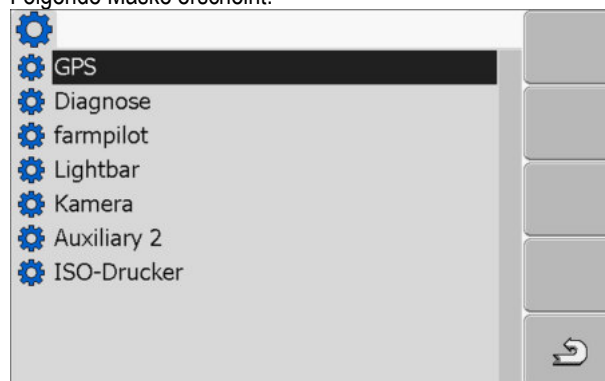 Folgende Maske erscheint:
GPS
Diagnose
farmpilot
Lightbar
Kamera
Auxiliary 2
ISO-Drucker